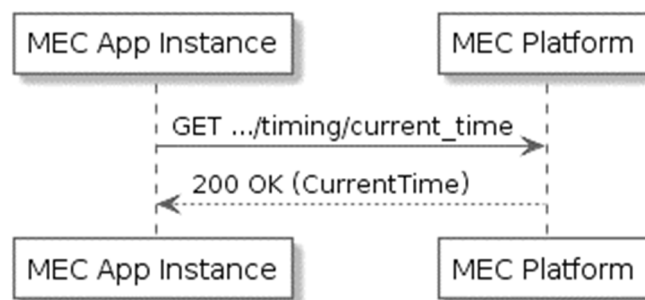 MEC App Instance
MEC Platform
GET .../timing/current_time
200 OK (CurrentTime)
MEC App Instance
MEC Platform